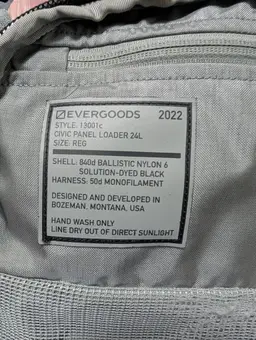 EVERGOODS 2022
STYLE: 13001c
CIVIC PANEL LOADER 24L
SIZE: REG
SHELL: 840d BALLISTIC NYLON 6
SOLUTION-DYED BLACK
HARNESS: 50d MONOFILAMENT
DESIGNED AND DEVELOPED IN
BOZEMAN, MONTANA, USA
HAND WASH ONLY
LINE DRY OUT OF DIRECT SUNLIGHT